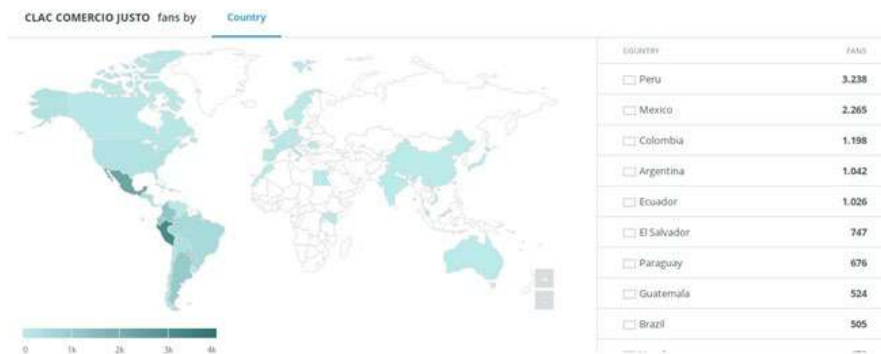 CLAC COMERCIO JUSTO fans by Country
COUNTRY FANS
Peru 3.238
Mexico 2.265
Colombia 1.198
Argentina 1.042
Ecuador 1.026
El Salvador 747
Paraguay 676
Guatemala 524
Brazil 505
0 1k 2k 3k 4k